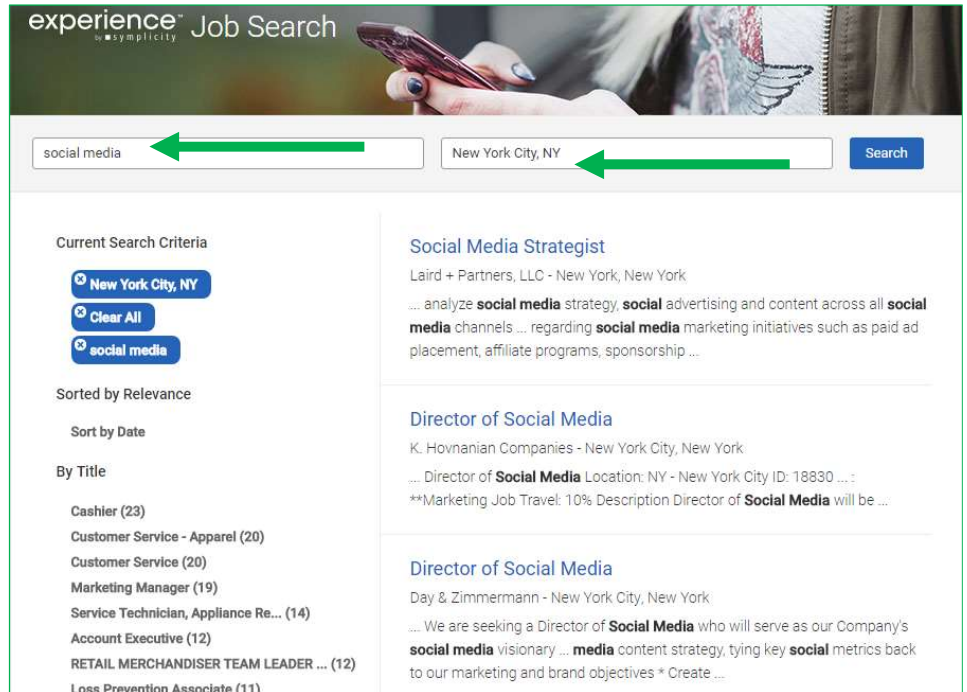 experience™ Job Search
by symplicity
social media
New York City, NY
Search
Current Search Criteria
New York City, NY
Clear All
social media
Sorted by Relevance
Sort by Date
By Title
Cashier (23)
Customer Service - Apparel (20)
Customer Service (20)
Marketing Manager (19)
Service Technician, Appliance Re... (14)
Account Executive (12)
RETAIL MERCHANDISER TEAM LEADER ... (12)
Loss Prevention Associate (11)
Social Media Strategist
Laird + Partners, LLC - New York, New York
... analyze social media strategy, social advertising and content across all social
media channels ... regarding social media marketing initiatives such as paid ad
placement, affiliate programs, sponsorship ...
Director of Social Media
K. Hovnanian Companies - New York City, New York
... Director of Social Media Location: NY - New York City ID: 18830 ... :
**Marketing Job Travel: 10% Description Director of Social Media will be ...
Director of Social Media
Day & Zimmermann - New York City, New York
... We are seeking a Director of Social Media who will serve as our Company's
social media visionary ... media content strategy, tying key social metrics back
to our marketing and brand objectives * Create ...